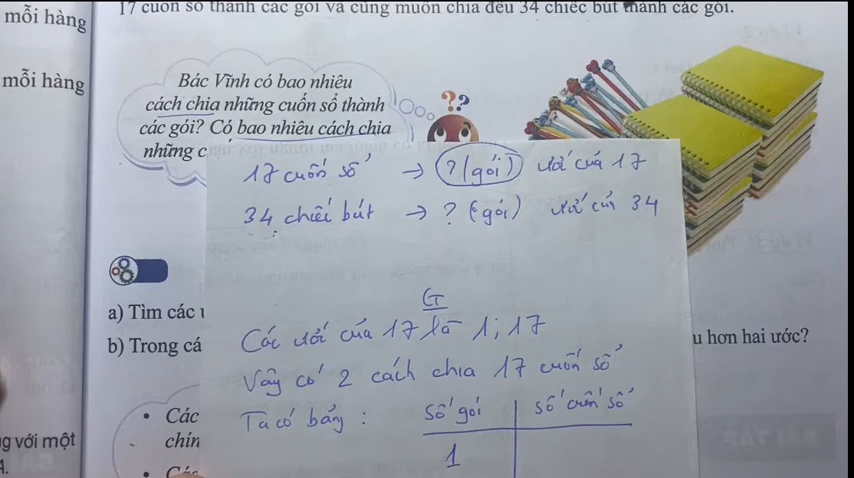 mỗi hàng
mỗi hàng
17 cuốn sổ thành các gói và cũng muốn chia đều 34 chiếc bút thành các gói.
Bác Vĩnh có bao nhiêu
cách chia những cuốn sổ thành
các gói? Có bao nhiêu cách chia
những c
??
17 cuốn sổ → ? (gói) ước của 17
34 chiếc bút → ? (gói) ước của 34
a) Tìm các ư
b) Trong cá
u hơn hai ước?
G
Các ước của 17 là 1; 17
Vậy có 2 cách chia 17 cuốn sổ
Ta có bảng : số gói số cuốn sổ
1
• Các
chín
• Các
g với một